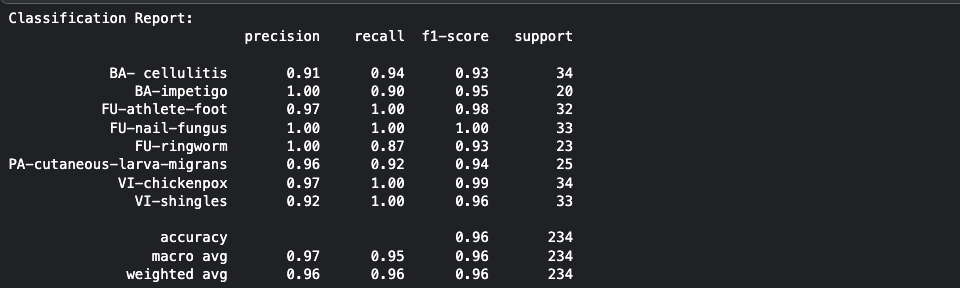 Classification Report:
precision recall f1-score support
BA- cellulitis 0.91 0.94 0.93 34
BA-impetigo 1.00 0.90 0.95 20
FU-athlete-foot 0.97 1.00 0.98 32
FU-nail-fungus 1.00 1.00 1.00 33
FU-ringworm 1.00 0.87 0.93 23
PA-cutaneous-larva-migrans 0.96 0.92 0.94 25
VI-chickenpox 0.97 1.00 0.99 34
VI-shingles 0.92 1.00 0.96 33
accuracy 0.96 234
macro avg 0.97 0.95 0.96 234
weighted avg 0.96 0.96 0.96 234